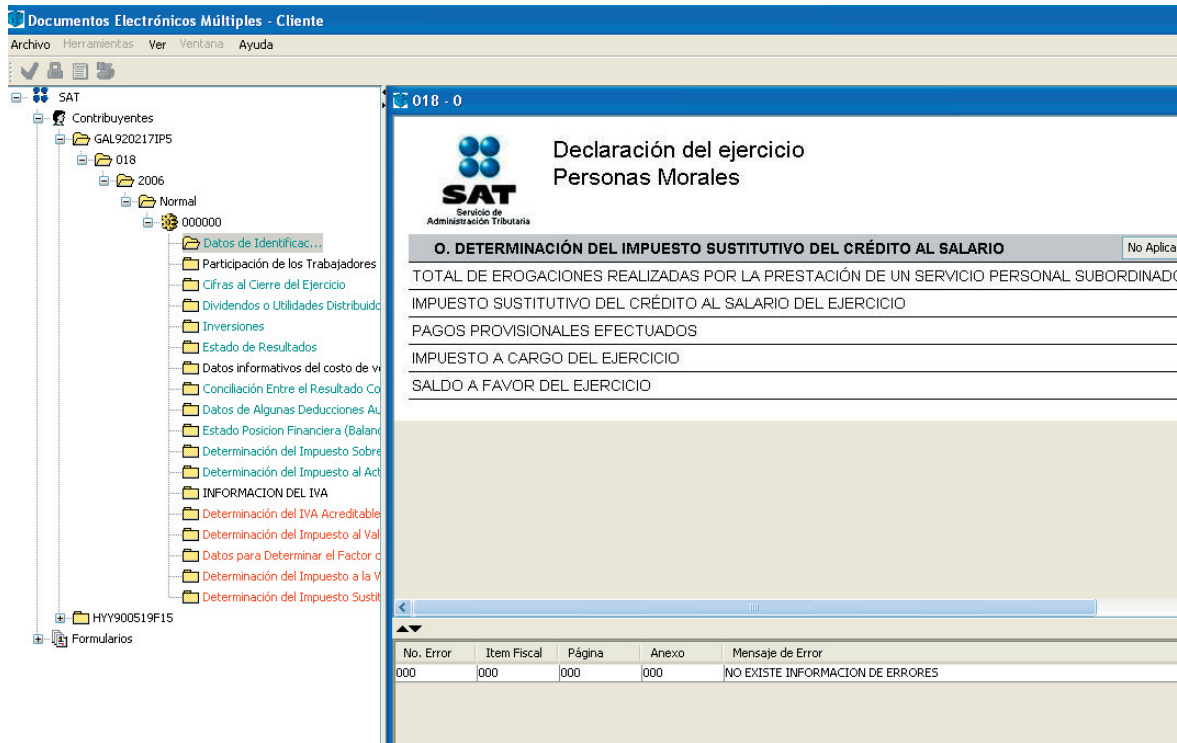 Documentos Electrónicos Múltiples - Cliente
Archivo Herramientas Ver Ventana Ayuda
SAT
Contribuyentes
GAL920217IP5
018
2006
Normal
000000
Datos de Identificac...
Participación de los Trabajadores
Cifras al Cierre del Ejercicio
Dividendos o Utilidades Distribuido
Inversiones
Estado de Resultados
Datos informativos del costo de ve
Conciliación Entre el Resultado Co
Datos de Algunas Deducciones Au
Estado Posicion Financiera (Balanc
Determinación del Impuesto Sobre
Determinación del Impuesto al Act
INFORMACION DEL IVA
Determinación del IVA Acreditable
Determinación del Impuesto al Val
Datos para Determinar el Factor d
Determinación del Impuesto a la V
Determinación del Impuesto Sustit
HYY900519F15
Formularios
018 - 0
SAT
Servicio de
Administración Tributaria
Declaración del ejercicio
Personas Morales
O. DETERMINACIÓN DEL IMPUESTO SUSTITUTIVO DEL CRÉDITO AL SALARIO No Aplica
TOTAL DE EROGACIONES REALIZADAS POR LA PRESTACIÓN DE UN SERVICIO PERSONAL SUBORDINADO
IMPUESTO SUSTITUTIVO DEL CRÉDITO AL SALARIO DEL EJERCICIO
PAGOS PROVISIONALES EFECTUADOS
IMPUESTO A CARGO DEL EJERCICIO
SALDO A FAVOR DEL EJERCICIO
No. Error Item Fiscal Página Anexo Mensaje de Error
000 000 000 000 NO EXISTE INFORMACION DE ERRORES